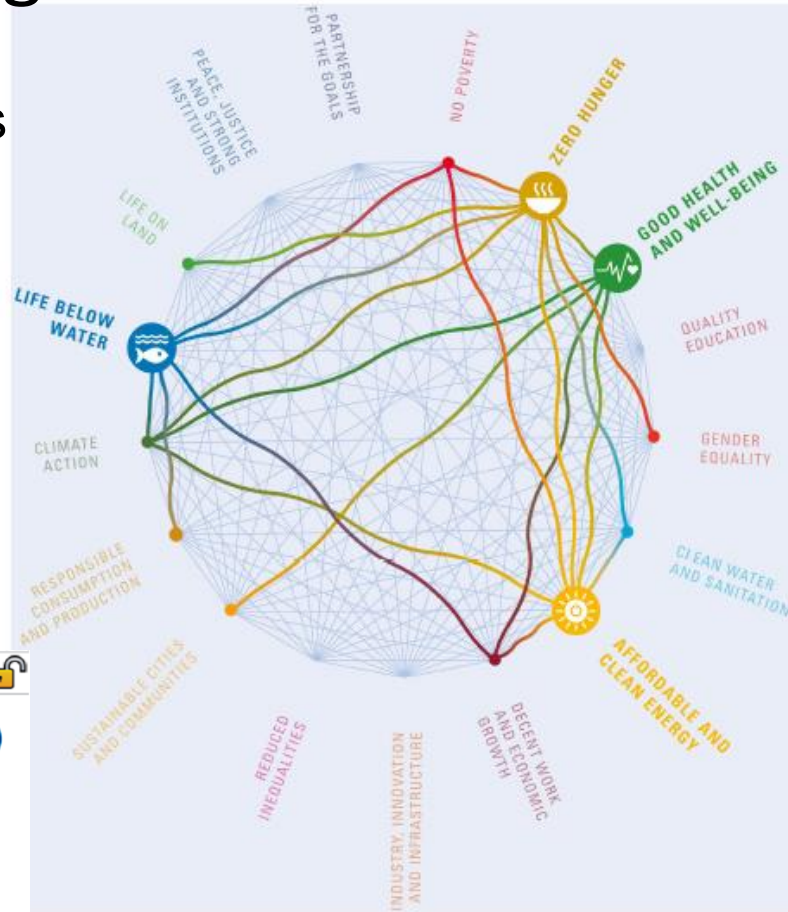 PARTNERSHIP
FOR THE GOALS
NO POVERTY
ZERO HUNGER
GOOD HEALTH
AND WELL-BEING
QUALITY
EDUCATION
GENDER
EQUALITY
CLEAN WATER
AND SANITATION
AFFORDABLE AND
CLEAN ENERGY
DECENT WORK
AND ECONOMIC
GROWTH
INDUSTRY, INNOVATION
AND INFRASTRUCTURE
REDUCED
INEQUALITIES
SUSTAINABLE CITIES
AND COMMUNITIES
RESPONSIBLE
CONSUMPTION
AND PRODUCTION
CLIMATE
ACTION
LIFE BELOW
WATER
LIFE ON
LAND
PEACE, JUSTICE
AND STRONG
INSTITUTIONS